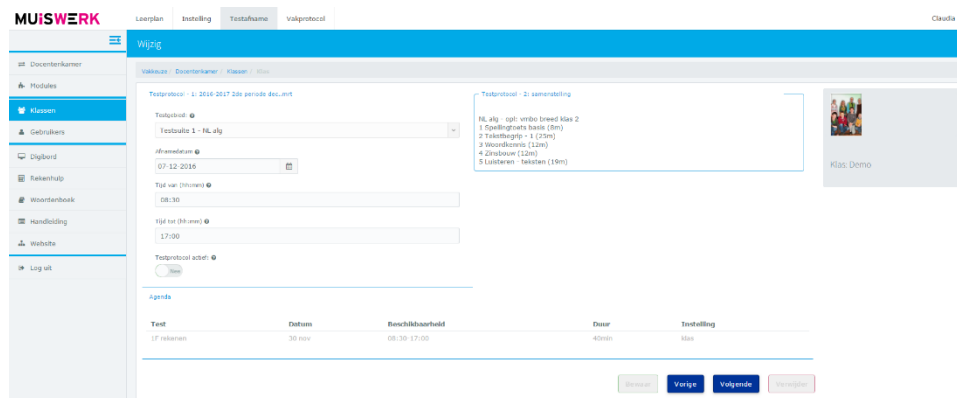 MUiSWERK
Leerplan Instelling Testafname Vakprotocol Claudia
Wijzig
Docentenkamer
Modules
Klassen
Gebruikers
Digibord
Rekenhulp
Woordenboek
Handleiding
Website
Log uit
Vakkeuze / Docentenkamer / Klassen / Klas
Testprotocol - 1: 2016-2017 2de periode dec..mrt
Testgebied:
Testsuite 1 - NL alg
Afnamedatum
07-12-2016
Tijd van (hh:mm)
08:30
Tijd tot (hh:mm)
17:00
Testprotocol actief:
Nee
Testprotocol - 2: samenstelling
NL alg - opl: vmbo breed klas 2
1 Spellingtoets basis (8m)
2 Tekstbegrip - 1 (23m)
3 Woordkennis (12m)
4 Zinsbouw (12m)
5 Luisteren - teksten (19m)
Klas: Demo
Agenda
Test Datum Beschikbaarheid Duur Instelling
1F rekenen 30 nov 08:30-17:00 40min klas
Bewaar Vorige Volgende Verwijder